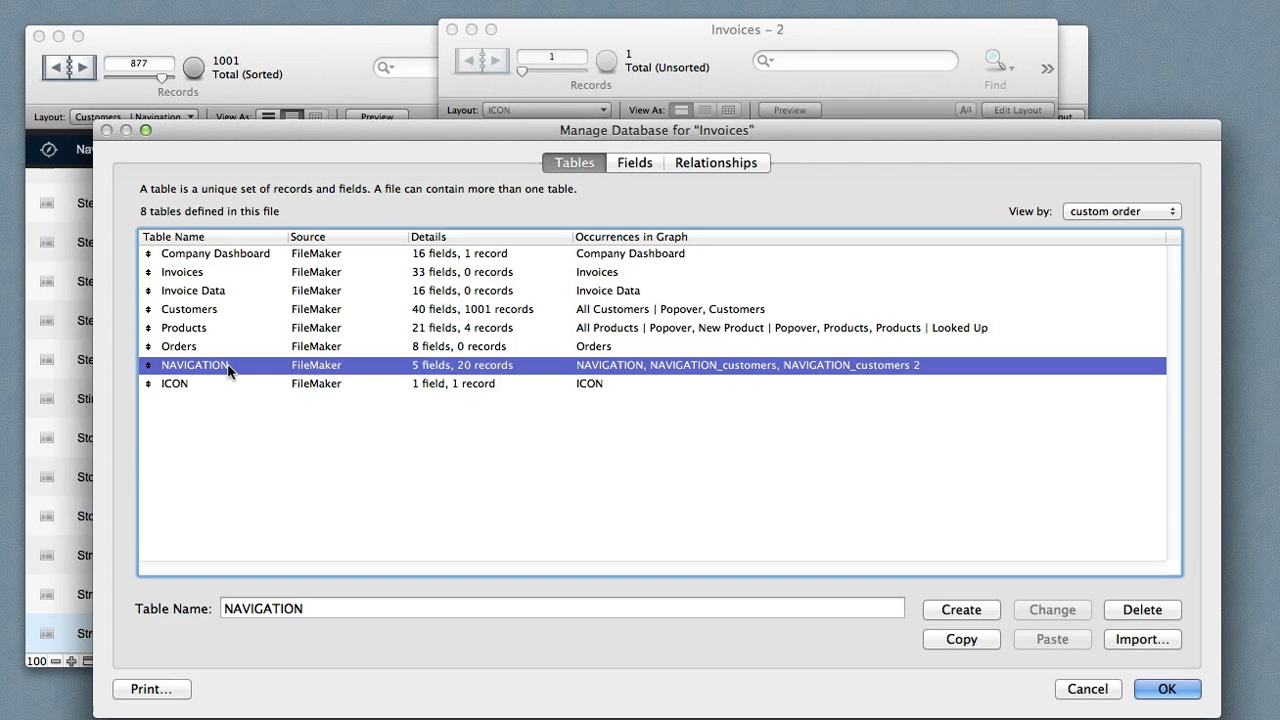 Invoices – 2
877
1001
Total (Sorted)
Records
1
1
Total (Unsorted)
Records
Find
Layout: Customers | Navigation
View As:
Preview
Layout: ICON
View As:
Preview
Aa
Edit Layout
Manage Database for “Invoices”
Tables
Fields
Relationships
A table is a unique set of records and fields. A file can contain more than one table.
8 tables defined in this file
View by: custom order
Table Name Source Details Occurrences in Graph
Company Dashboard FileMaker 16 fields, 1 record Company Dashboard
Invoices FileMaker 33 fields, 0 records Invoices
Invoice Data FileMaker 16 fields, 0 records Invoice Data
Customers FileMaker 40 fields, 1001 records All Customers | Popover, Customers
Products FileMaker 21 fields, 4 records All Products | Popover, New Product | Popover, Products, Products | Looked Up
Orders FileMaker 8 fields, 0 records Orders
NAVIGATION FileMaker 5 fields, 20 records NAVIGATION, NAVIGATION_customers, NAVIGATION_customers 2
ICON FileMaker 1 field, 1 record ICON
Table Name: NAVIGATION
Create
Change
Delete
Copy
Paste
Import...
Print...
Cancel
OK
100